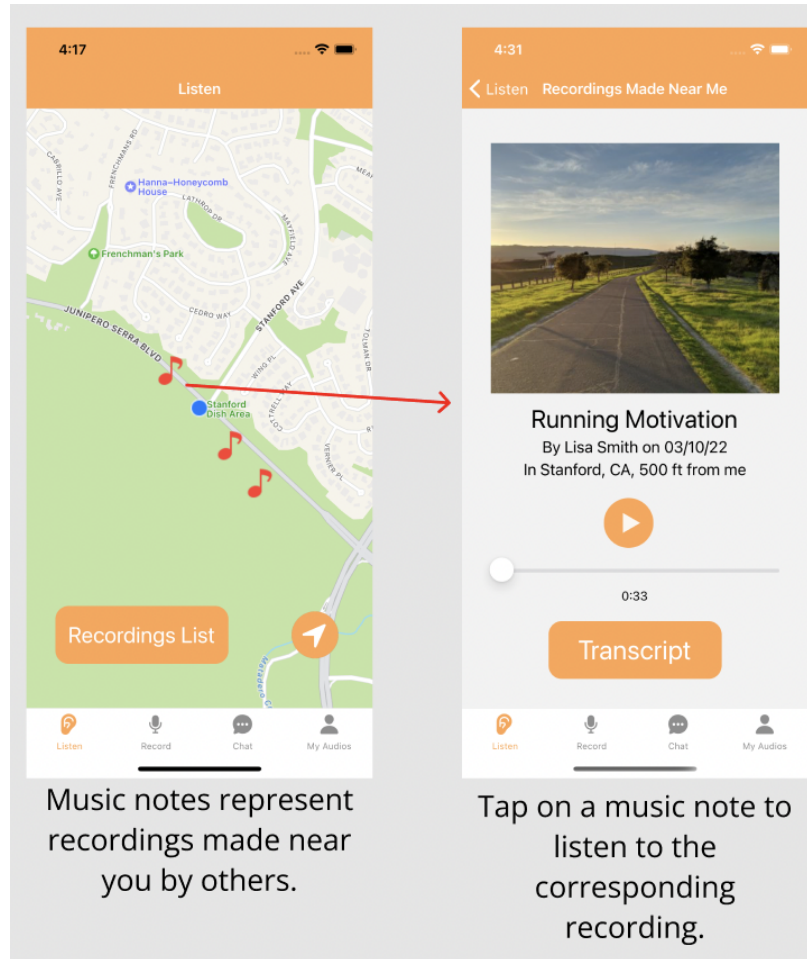 4:17
Listen
CABRILLO AVE
FRENCHMANS RD
Hanna–Honeycomb
House
LATHROP DR
MAYFIELD AVE
Frenchman's Park
CEDRO WAY
STANFORD AVE
JUNIPERO SERRA BLVD
WING PL
TOLMAN DR
COTTRELL WAY
Stanford
Dish Area
VERNIER PL
Recordings List
Listen
Record
Chat
My Audios
Music notes represent
recordings made near
you by others.
4:31
Listen
Recordings Made Near Me
Running Motivation
By Lisa Smith on 03/10/22
In Stanford, CA, 500 ft from me
0:33
Transcript
Listen
Record
Chat
My Audios
Tap on a music note to
listen to the
corresponding
recording.